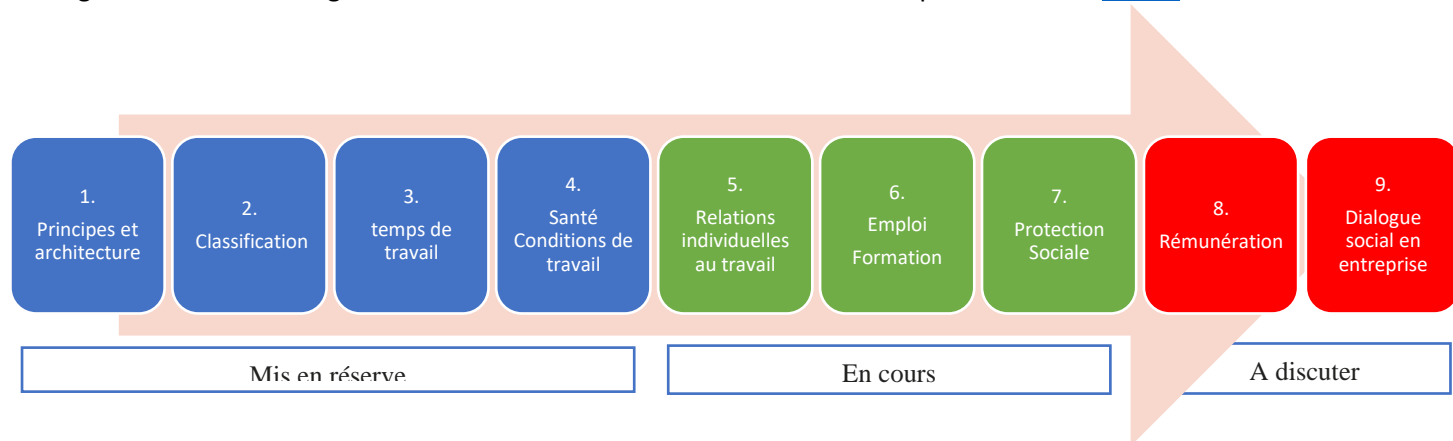 1.
Principes et
architecture
2.
Classification
3.
temps de
travail
4.
Santé
Conditions de
travail
5.
Relations
individuelles
au travail
6.
Emploi
Formation
7.
Protection
Sociale
8.
Rémunération
9.
Dialogue
social en
entreprise
Mis en réserve
En cours
A discuter